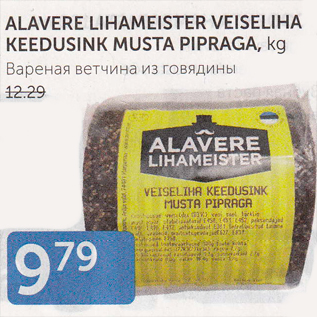 ALAVERE LIHAMEISTER VEISELIHA
KEEDUSINK MUSTA PIPRAGA, kg
Вареная ветчина из говядины
12.29
ALAVERE
LIHAMEISTER
VEISELIHA KEEDUSINK
MUSTA PIPRAGA
9 79